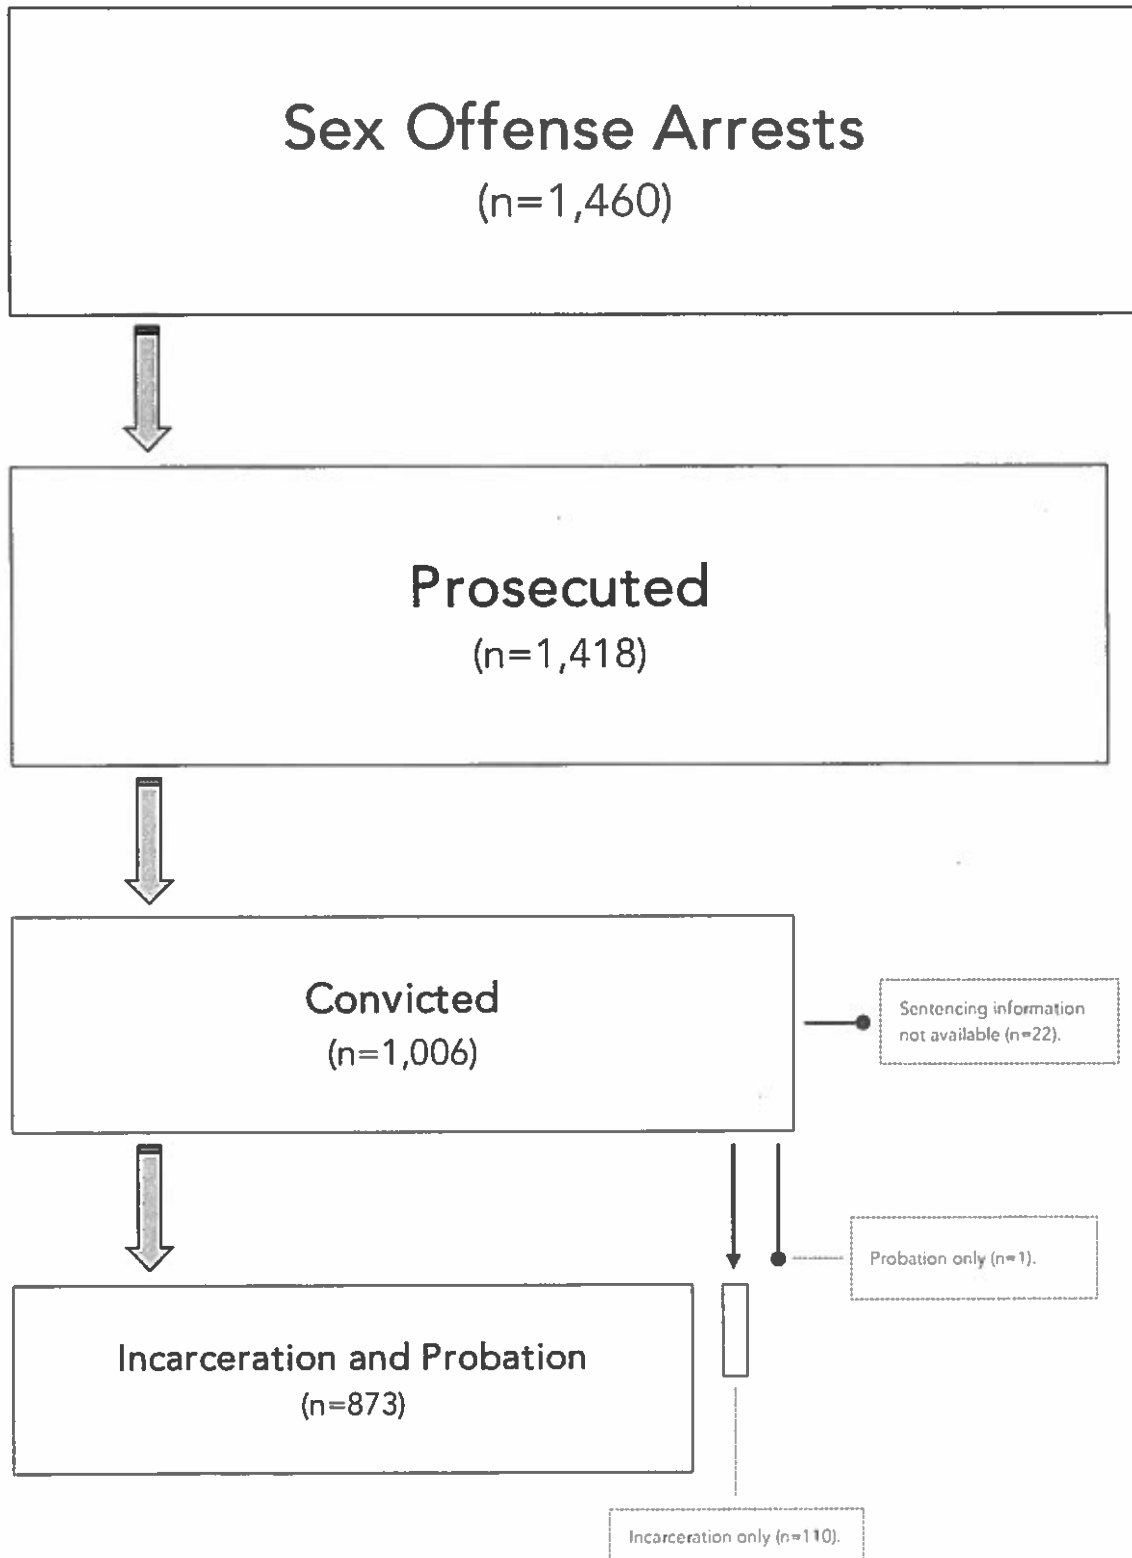 Sex Offense Arrests
(n=1,460)
Prosecuted
(n=1,418)
Convicted
(n=1,006)
Sentencing information
not available (n=22).
Probation only (n=1).
Incarceration and Probation
(n=873)
Incarceration only (n=110).